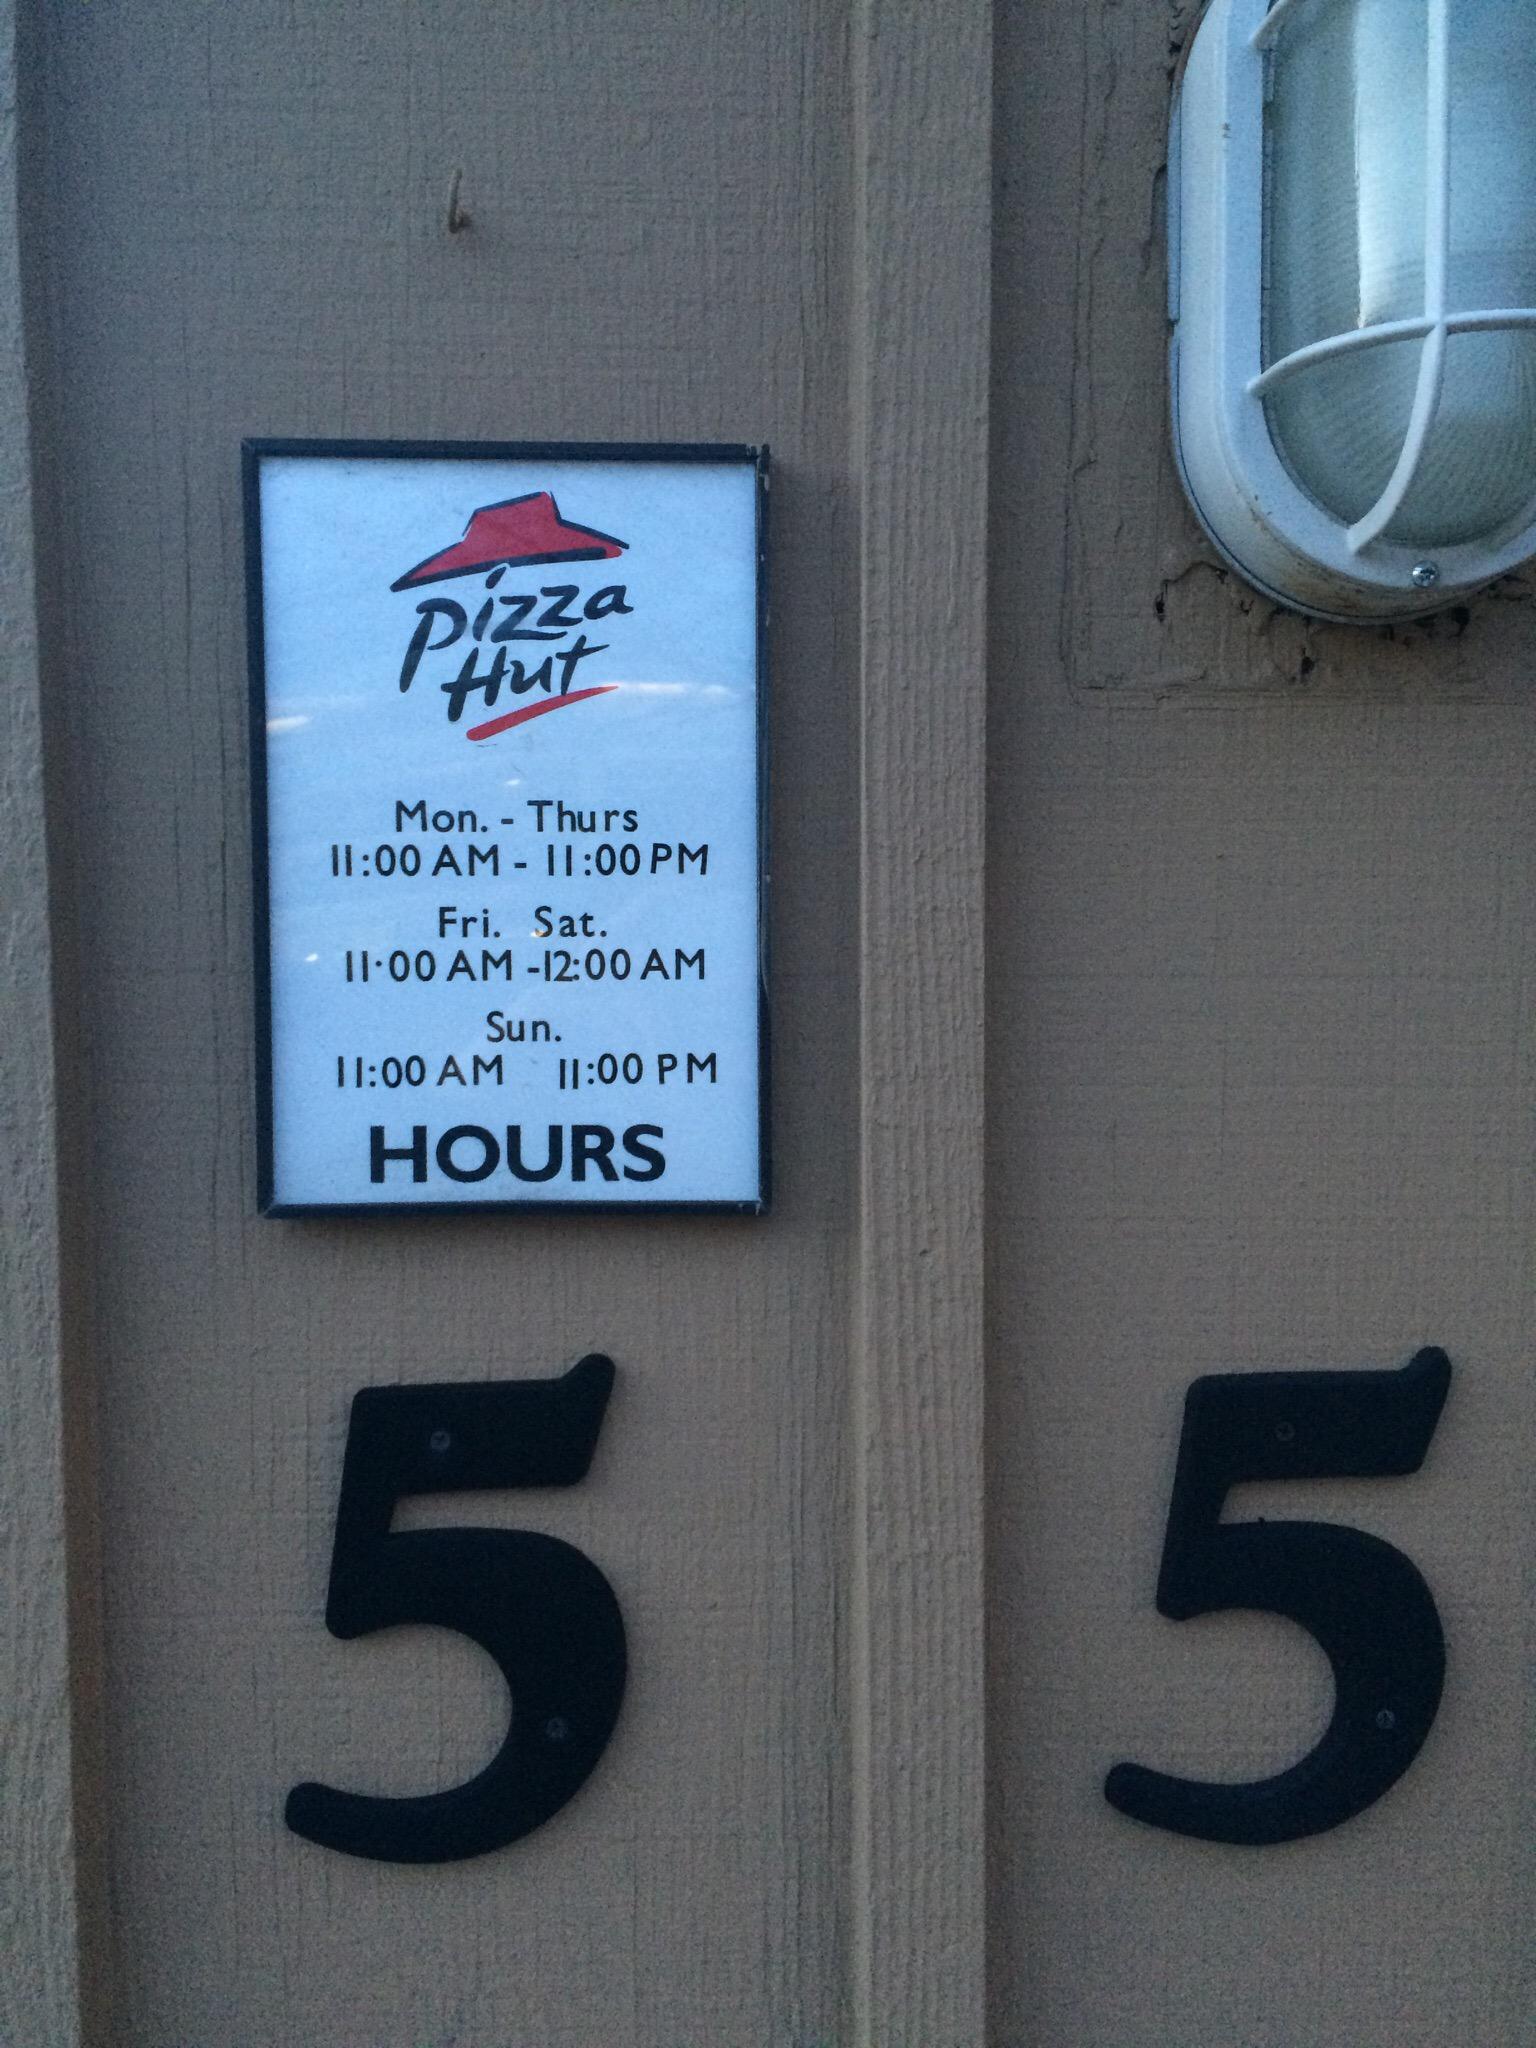 Pizza
Hut
Mon. - Thurs
11:00 AM - 11:00 PM
Fri. Sat.
11:00 AM -12:00 AM
Sun.
11:00 AM 11:00 PM
HOURS
5 5